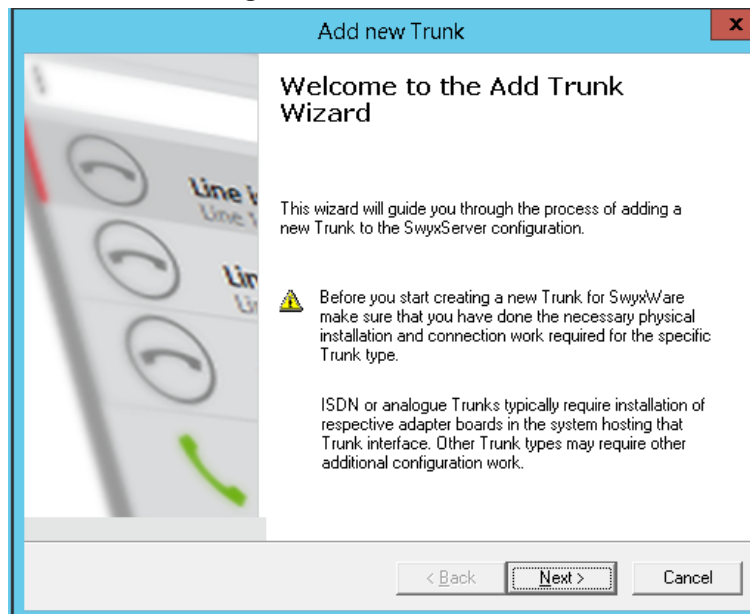 Add new Trunk
x
Welcome to the Add Trunk
Wizard
This wizard will guide you through the process of adding a
new Trunk to the SwyxServer configuration.
Before you start creating a new Trunk for SwyxWare
make sure that you have done the necessary physical
installation and connection work required for the specific
Trunk type.
ISDN or analogue Trunks typically require installation of
respective adapter boards in the system hosting that
Trunk interface. Other Trunk types may require other
additional configuration work.
Line
Line
Lin
Li
< Back
Next >
Cancel